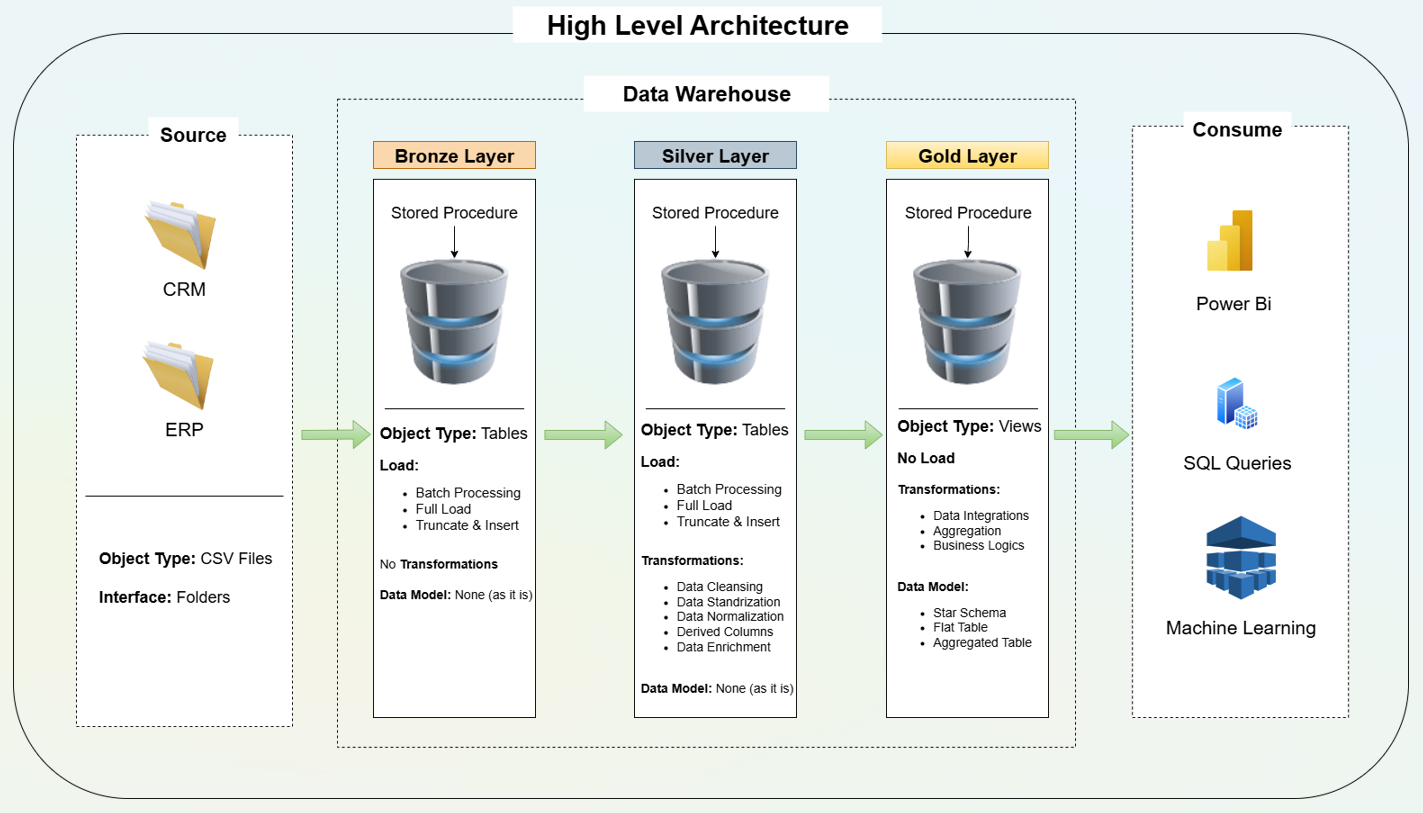 High Level Architecture
Data Warehouse
Source
CRM
ERP
Object Type: CSV Files
Interface: Folders
Bronze Layer
Stored Procedure
Object Type: Tables
Load:
Batch Processing
Full Load
Truncate & Insert
No Transformations
Data Model: None (as it is)
Silver Layer
Stored Procedure
Object Type: Tables
Load:
Batch Processing
Full Load
Truncate & Insert
Transformations:
Data Cleansing
Data Standrization
Data Normalization
Derived Columns
Data Enrichment
Data Model: None (as it is)
Gold Layer
Stored Procedure
Object Type: Views
No Load
Transformations:
Data Integrations
Aggregation
Business Logics
Data Model:
Star Schema
Flat Table
Aggregated Table
Consume
Power Bi
SQL Queries
Machine Learning